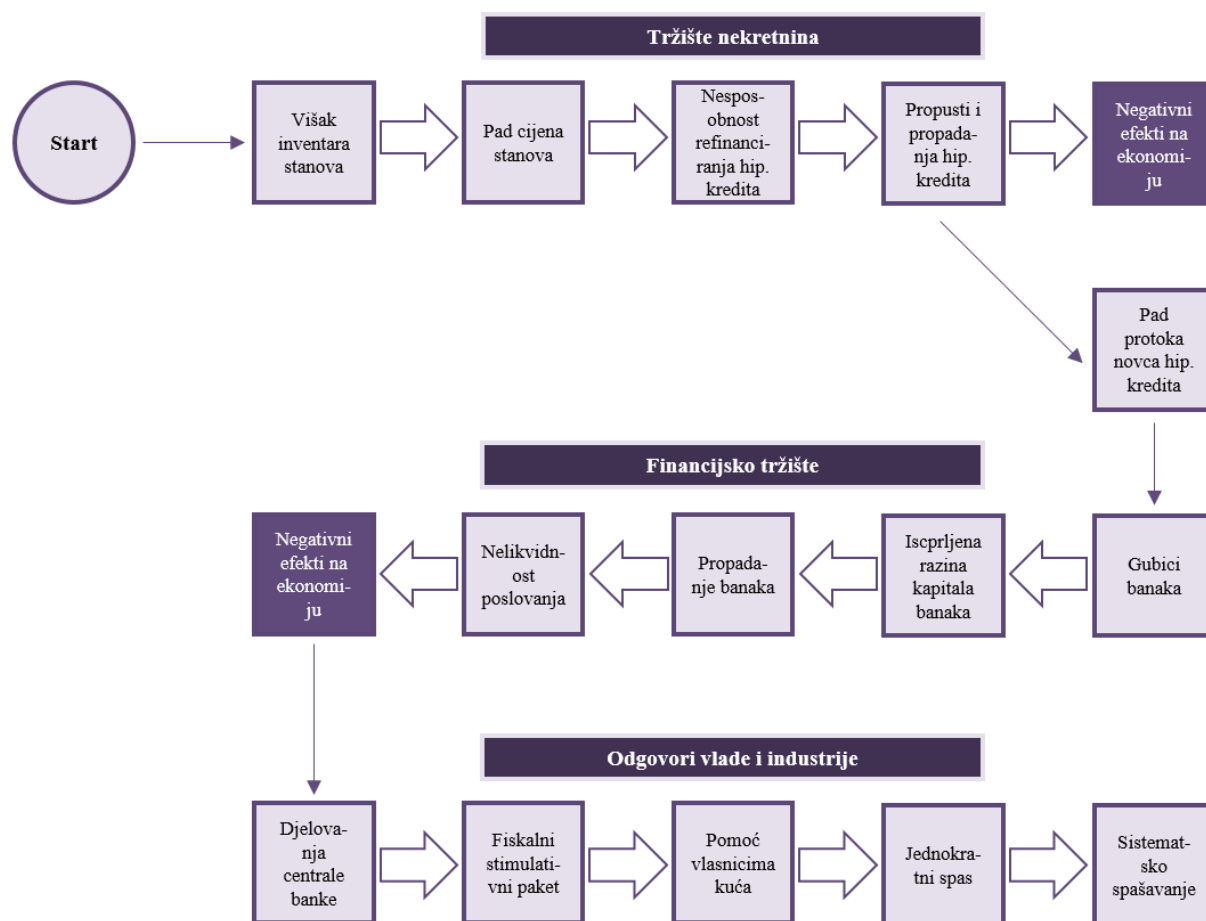 Tržište nekretnina
Start
Višak
inventara
stanova
Pad cijena
stanova
Nespos-
obnost
refinanci-
ranja hip.
kredita
Propusti i
propada-
nja hip.
kredita
Negativni
efekti na
ekonomi-
ju
Pad
protoka
novca hip.
kredita
Financijsko tržište
Negativni
efekti na
ekonomi-
ju
Nelikvidn-
ost
poslovanja
Propada-
nje banaka
Iscprljena
razina
kapitala
banaka
Gubici
banaka
Odgovori vlade i industrije
Djelova-
nja
centrale
banke
Fiskalni
stimulati-
vni paket
Pomoć
vlasnicima
kuća
Jednokra-
tni spas
Sistemat-
sko
spašavanje